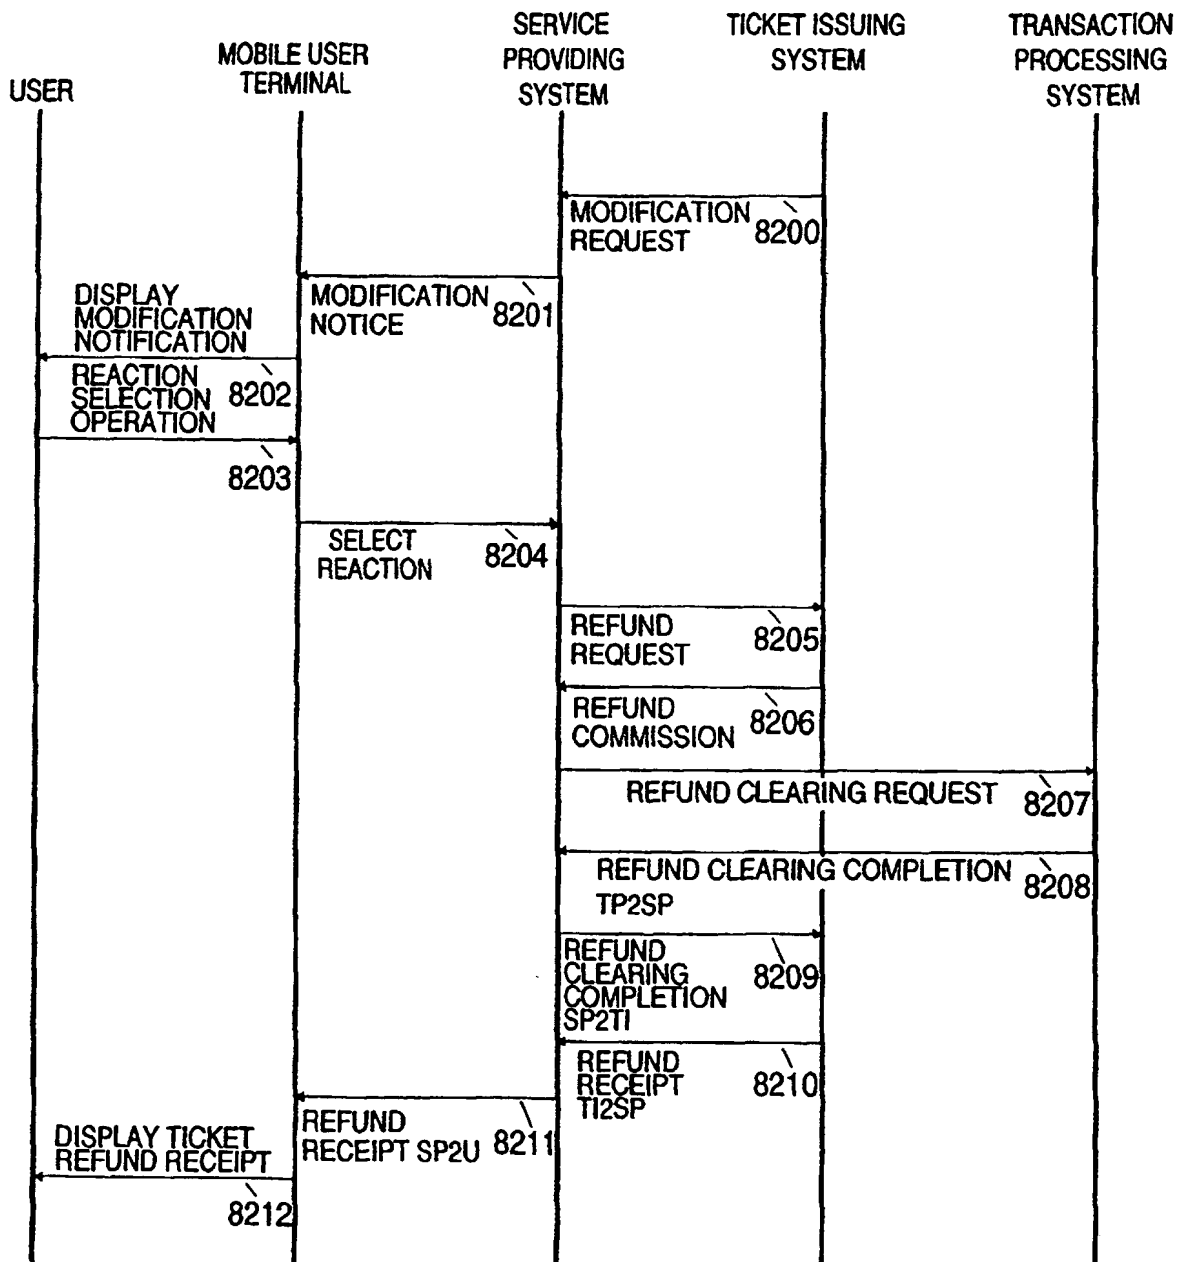 USER
MOBILE USER
TERMINAL
SERVICE
PROVIDING
SYSTEM
TICKET ISSUING
SYSTEM
TRANSACTION
PROCESSING
SYSTEM
MODIFICATION
REQUEST
8200
MODIFICATION
NOTICE
8201
DISPLAY
MODIFICATION
NOTIFICATION
8202
REACTION
SELECTION
OPERATION
8203
SELECT
REACTION
8204
REFUND
REQUEST
8205
REFUND
COMMISSION
8206
REFUND CLEARING REQUEST
8207
REFUND CLEARING COMPLETION
TP2SP
8208
REFUND
CLEARING
COMPLETION
SP2TI
8209
REFUND
RECEIPT
TI2SP
8210
REFUND
RECEIPT SP2U
8211
DISPLAY TICKET
REFUND RECEIPT
8212